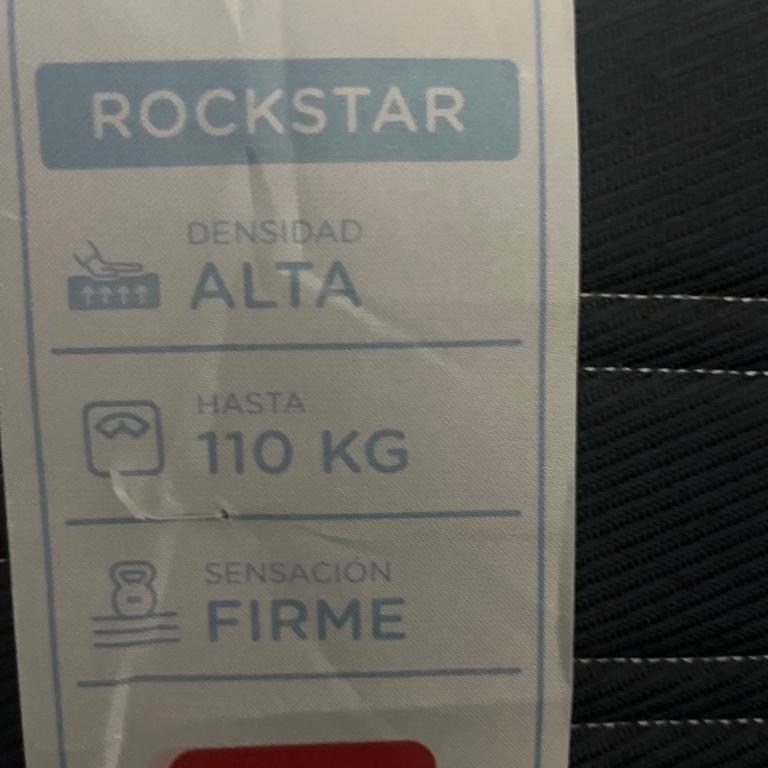 ROCKSTAR
DENSIDAD
ALTA
HASTA
110 KG
SENSACIÓN
FIRME